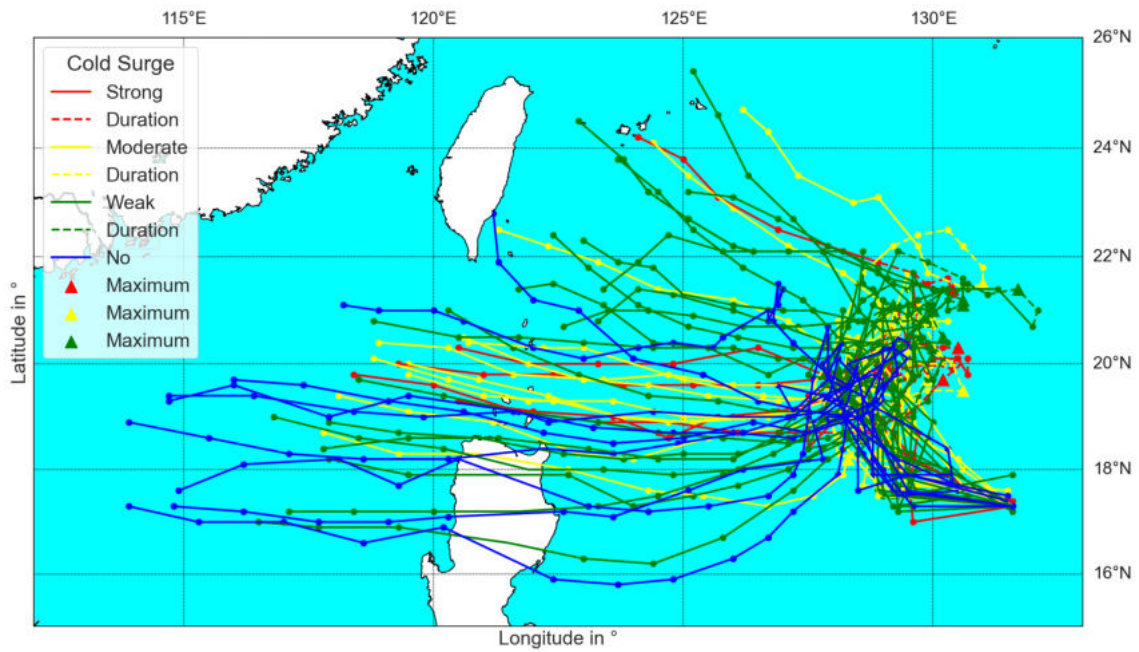 115°E 120°E 125°E 130°E
26°N
Cold Surge
Strong
Duration
Moderate
Duration
Weak
Duration
No
Maximum
Maximum
Maximum
24°N
22°N
20°N
18°N
16°N
Latitude in °
Longitude in °